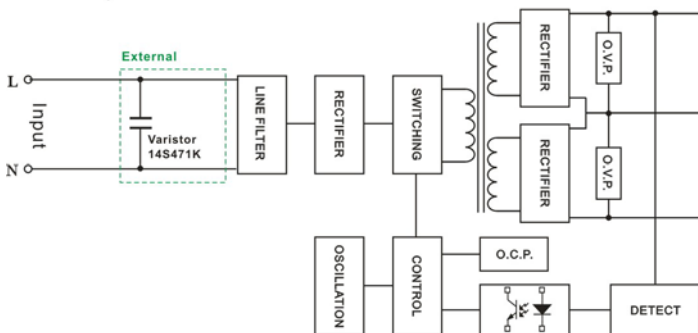 External
L
Input
N
Varistor
14S471K
LINE FILTER
RECTIFIER
SWITCHING
RECTIFIER
RECTIFIER
O.V.P.
O.V.P.
OSCILLATION
CONTROL
O.C.P.
DETECT